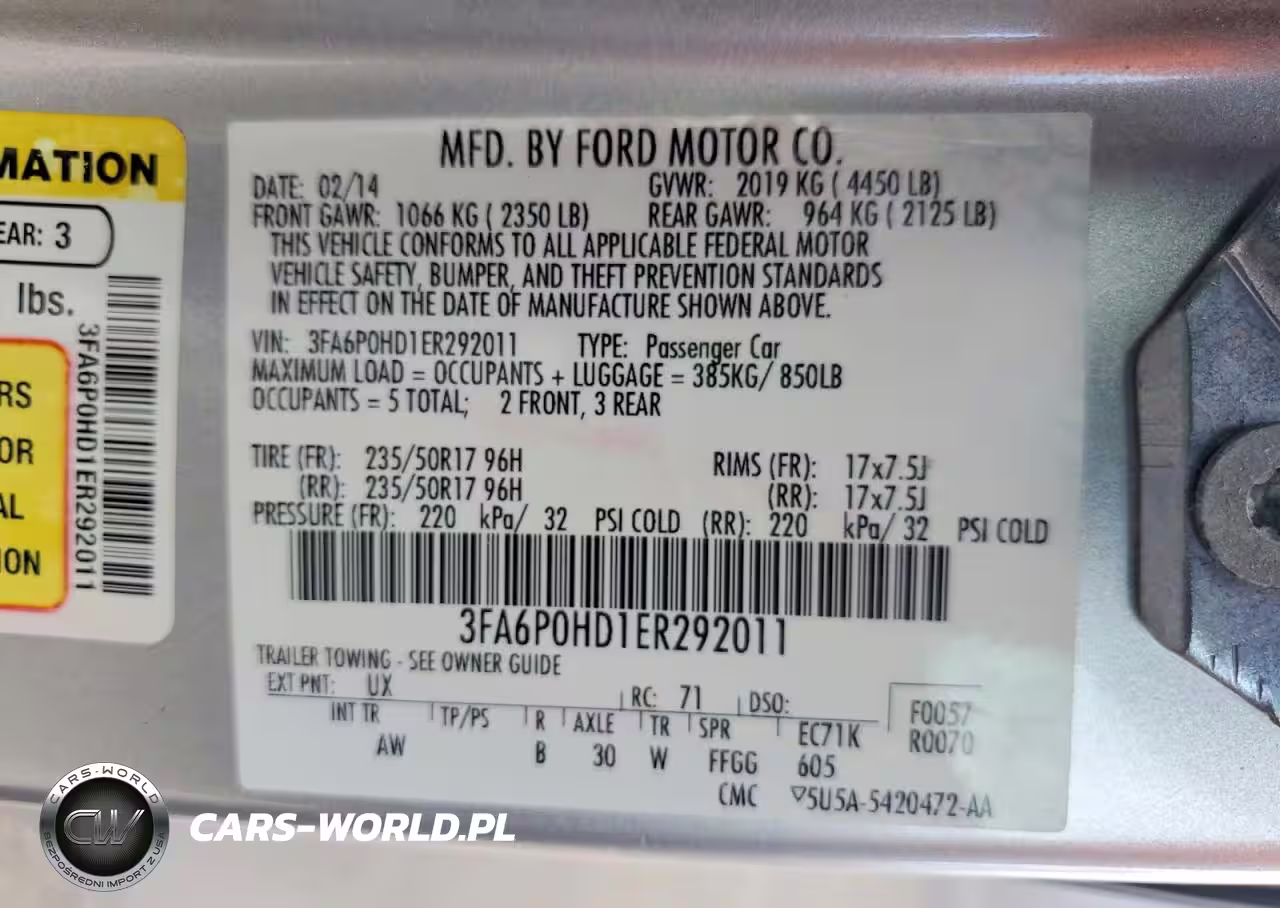 MATION
EAR: 3
lbs.
RS
OR
AL
ION
3FA6P0HD1ER292011
MFD. BY FORD MOTOR CO.
DATE: 02/14 GVWR: 2019 KG ( 4450 LB)
FRONT GAWR: 1066 KG ( 2350 LB) REAR GAWR: 964 KG ( 2125 LB)
THIS VEHICLE CONFORMS TO ALL APPLICABLE FEDERAL MOTOR
VEHICLE SAFETY, BUMPER, AND THEFT PREVENTION STANDARDS
IN EFFECT ON THE DATE OF MANUFACTURE SHOWN ABOVE.
VIN: 3FA6P0HD1ER292011 TYPE: Passenger Car
MAXIMUM LOAD = OCCUPANTS + LUGGAGE = 385KG/ 850LB
OCCUPANTS = 5 TOTAL; 2 FRONT, 3 REAR
TIRE (FR): 235/50R17 96H RIMS (FR): 17x7.5J
(RR): 235/50R17 96H (RR): 17x7.5J
PRESSURE (FR): 220 kPa/ 32 PSI COLD (RR): 220 kPa/ 32 PSI COLD
3FA6P0HD1ER292011
TRAILER TOWING - SEE OWNER GUIDE
EXT PNT: UX RC: 71 DSO: F0057
INT TR TP/PS R AXLE TR SPR EC71K R0070
AW B 30 W FFGG 605
CMC ▽5U5A-5420472-AA
CARS-WORLD
CW
BEZPOŚREDNI IMPORT Z USA
CARS-WORLD.PL